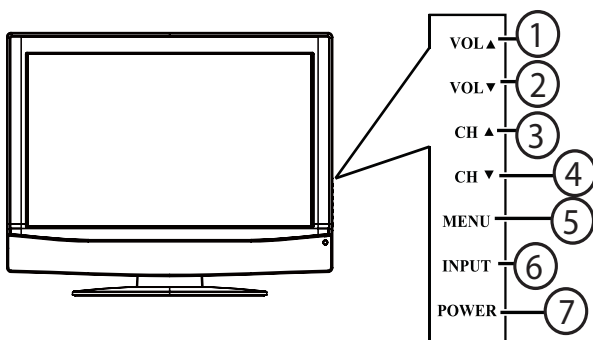 VOL▲ 1
VOL▼ 2
CH ▲ 3
CH ▼ 4
MENU 5
INPUT 6
POWER 7